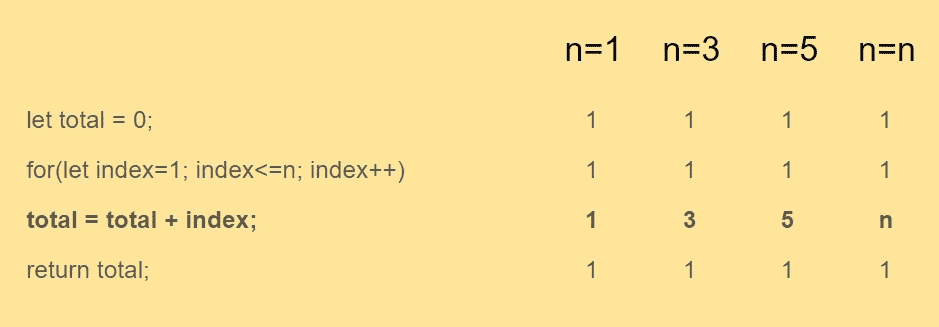 n=1 n=3 n=5 n=n
let total = 0; 1 1 1 1
for(let index=1; index<=n; index++) 1 1 1 1
total = total + index; 1 3 5 n
return total; 1 1 1 1